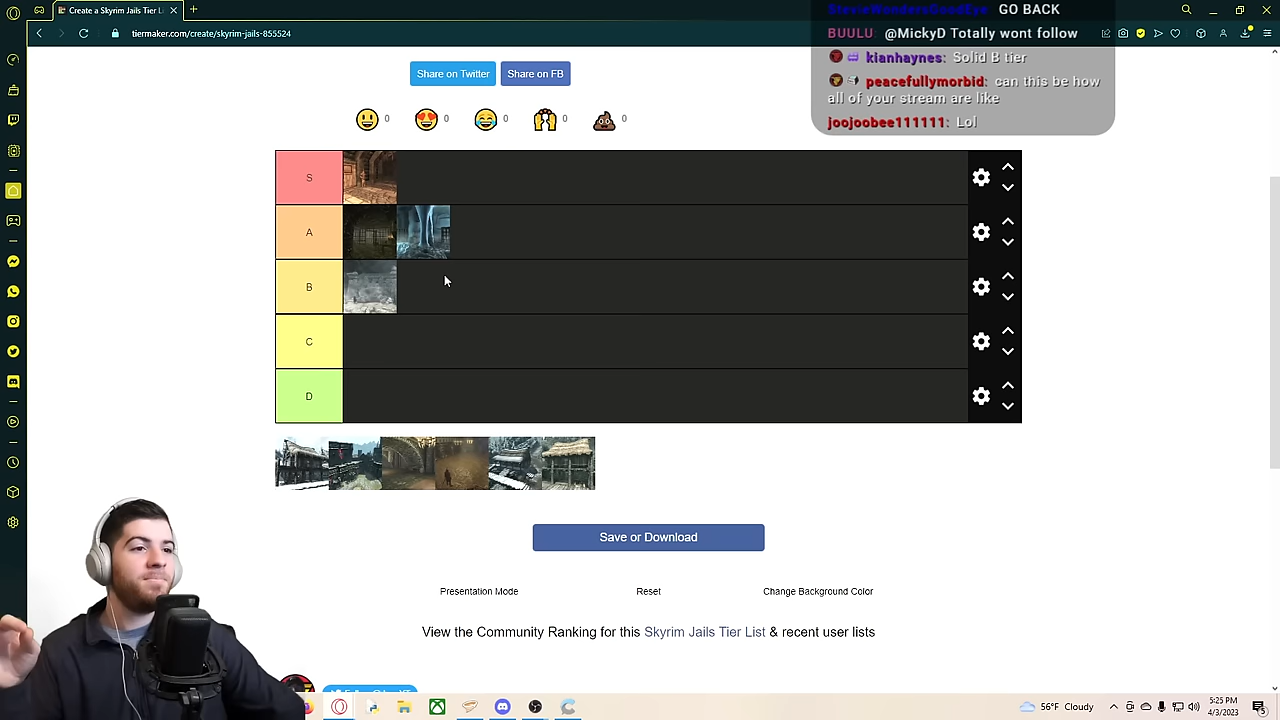 Create a Skyrim Jails Tier Li
tiermaker.com/create/skyrim-jails-855524
StevieWondersGoodEye: GO BACK
BUULU: @MickyD Totally wont follow
kianhaynes: Solid B tier
peacefullymorbid: can this be how
all of your stream are like
joojoobee111111: Lol
Share on Twitter
Share on FB
0 0 0 0 0
S
A
B
C
D
Save or Download
Presentation Mode
Reset
Change Background Color
View the Community Ranking for this Skyrim Jails Tier List & recent user lists
56°F Cloudy
5:25 PM
4/3/2023